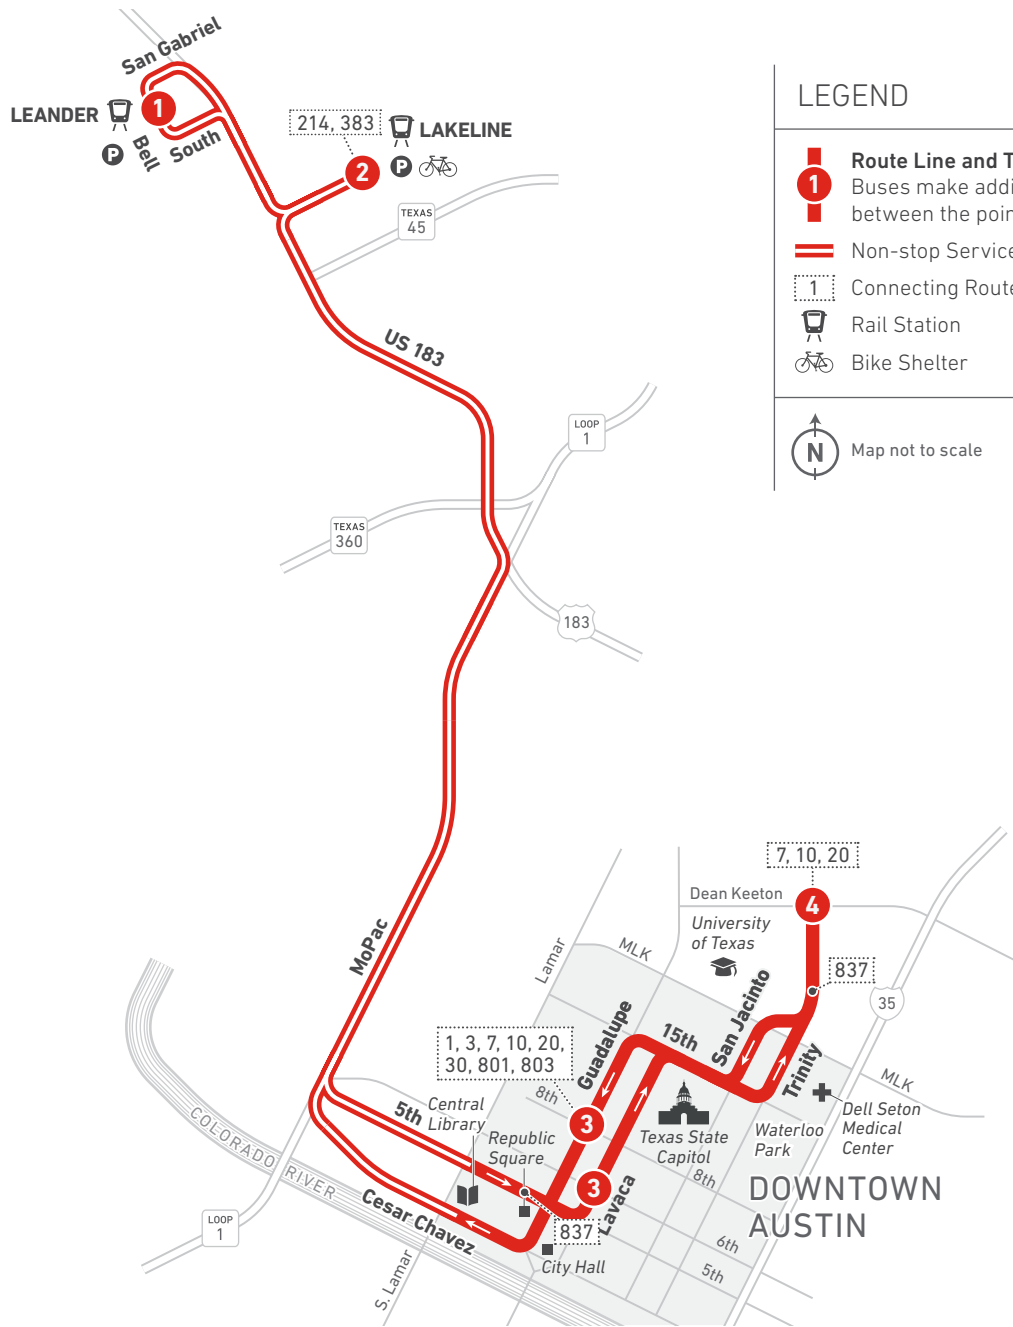 San Gabriel
LEANDER
1
Bell
South
P
214, 383
LAKELINE
2
P
TEXAS
45
US 183
LOOP
1
TEXAS
360
183
MoPac
LEGEND
1
Route Line and T
Buses make addi
between the poin
Non-stop Service
1
Connecting Route
Rail Station
Bike Shelter
N
Map not to scale
7, 10, 20
Dean Keeton
4
University
of Texas
MLK
Lamar
837
35
San Jacinto
15th
Guadalupe
Trinity
MLK
1, 3, 7, 10, 20,
30, 801, 803
8th
3
Texas State
Capitol
Waterloo
Park
Dell Seton
Medical
Center
5th
Central
Library
Republic
Square
3
Lavaca
8th
DOWNTOWN
AUSTIN
COLORADO RIVER
Cesar Chavez
837
6th
LOOP
1
City Hall
5th
S. Lamar